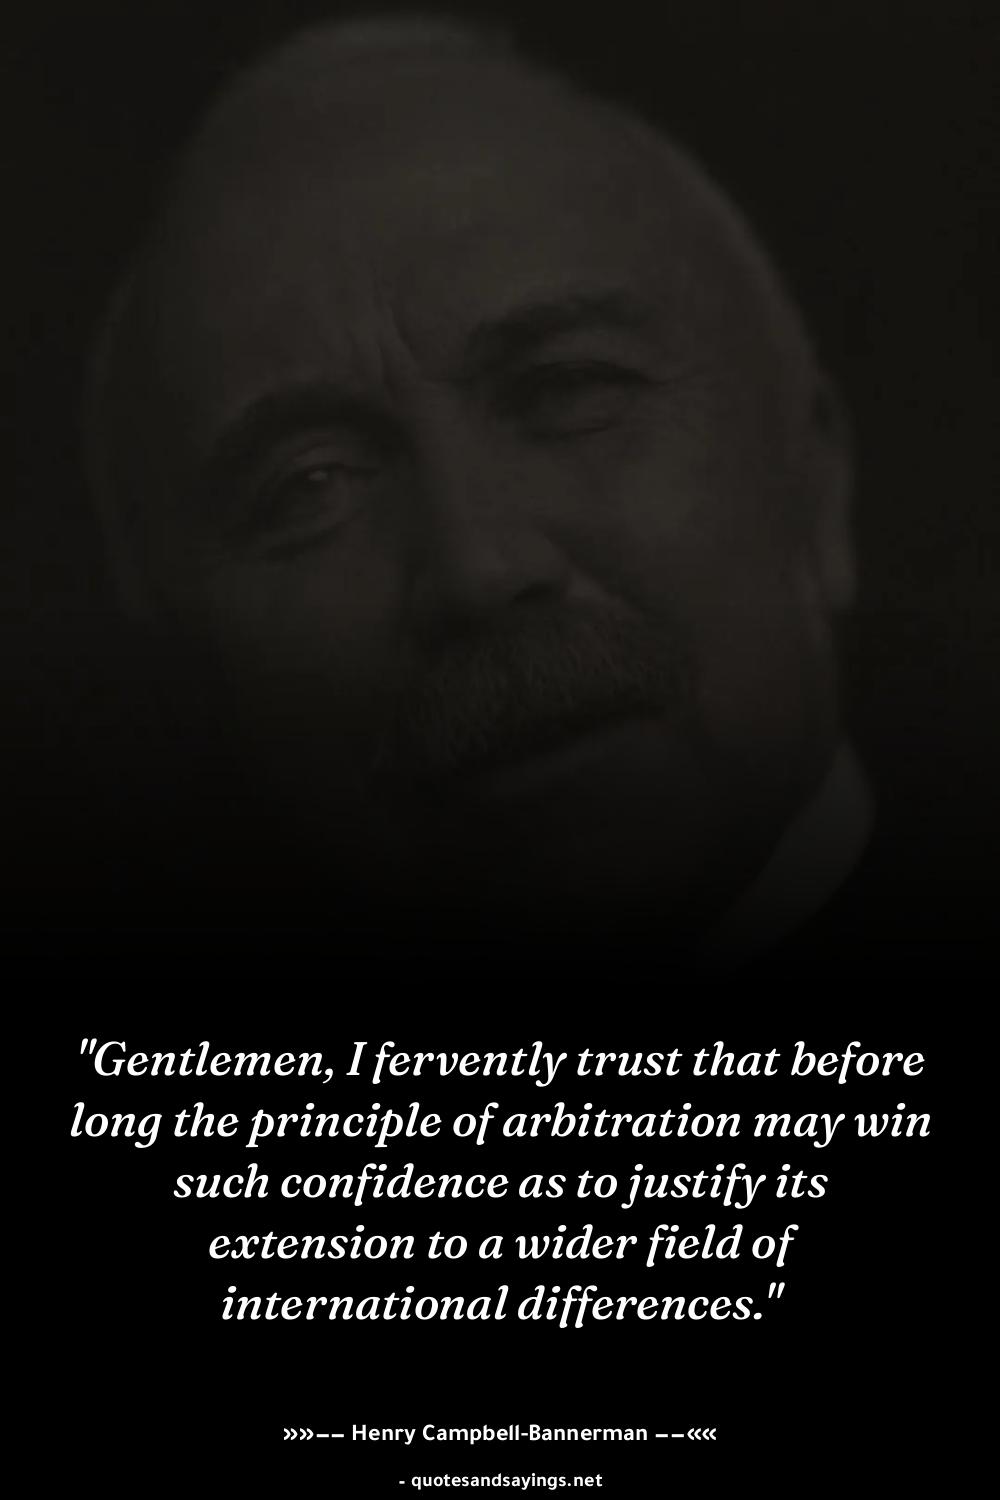 "Gentlemen, I fervently trust that before
long the principle of arbitration may win
such confidence as to justify its
extension to a wider field of
international differences."
»»−− Henry Campbell-Bannerman −−««
- quotesandsayings.net